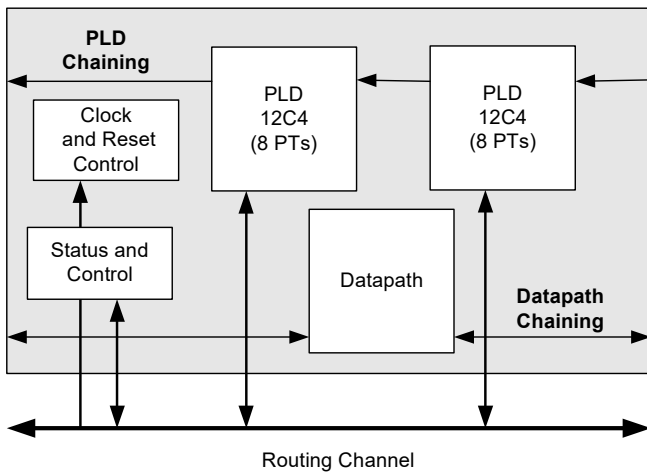 PLD
Chaining
PLD
12C4
(8 PTs)
PLD
12C4
(8 PTs)
Clock
and Reset
Control
Status and
Control
Datapath
Datapath
Chaining
Routing Channel